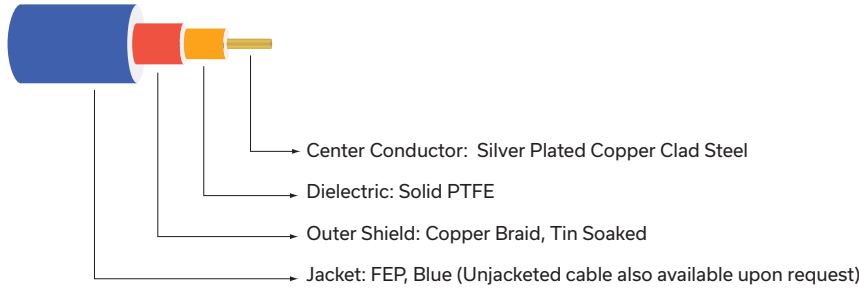 Center Conductor: Silver Plated Copper Clad Steel
Dielectric: Solid PTFE
Outer Shield: Copper Braid, Tin Soaked
Jacket: FEP, Blue (Unjacketed cable also available upon request)